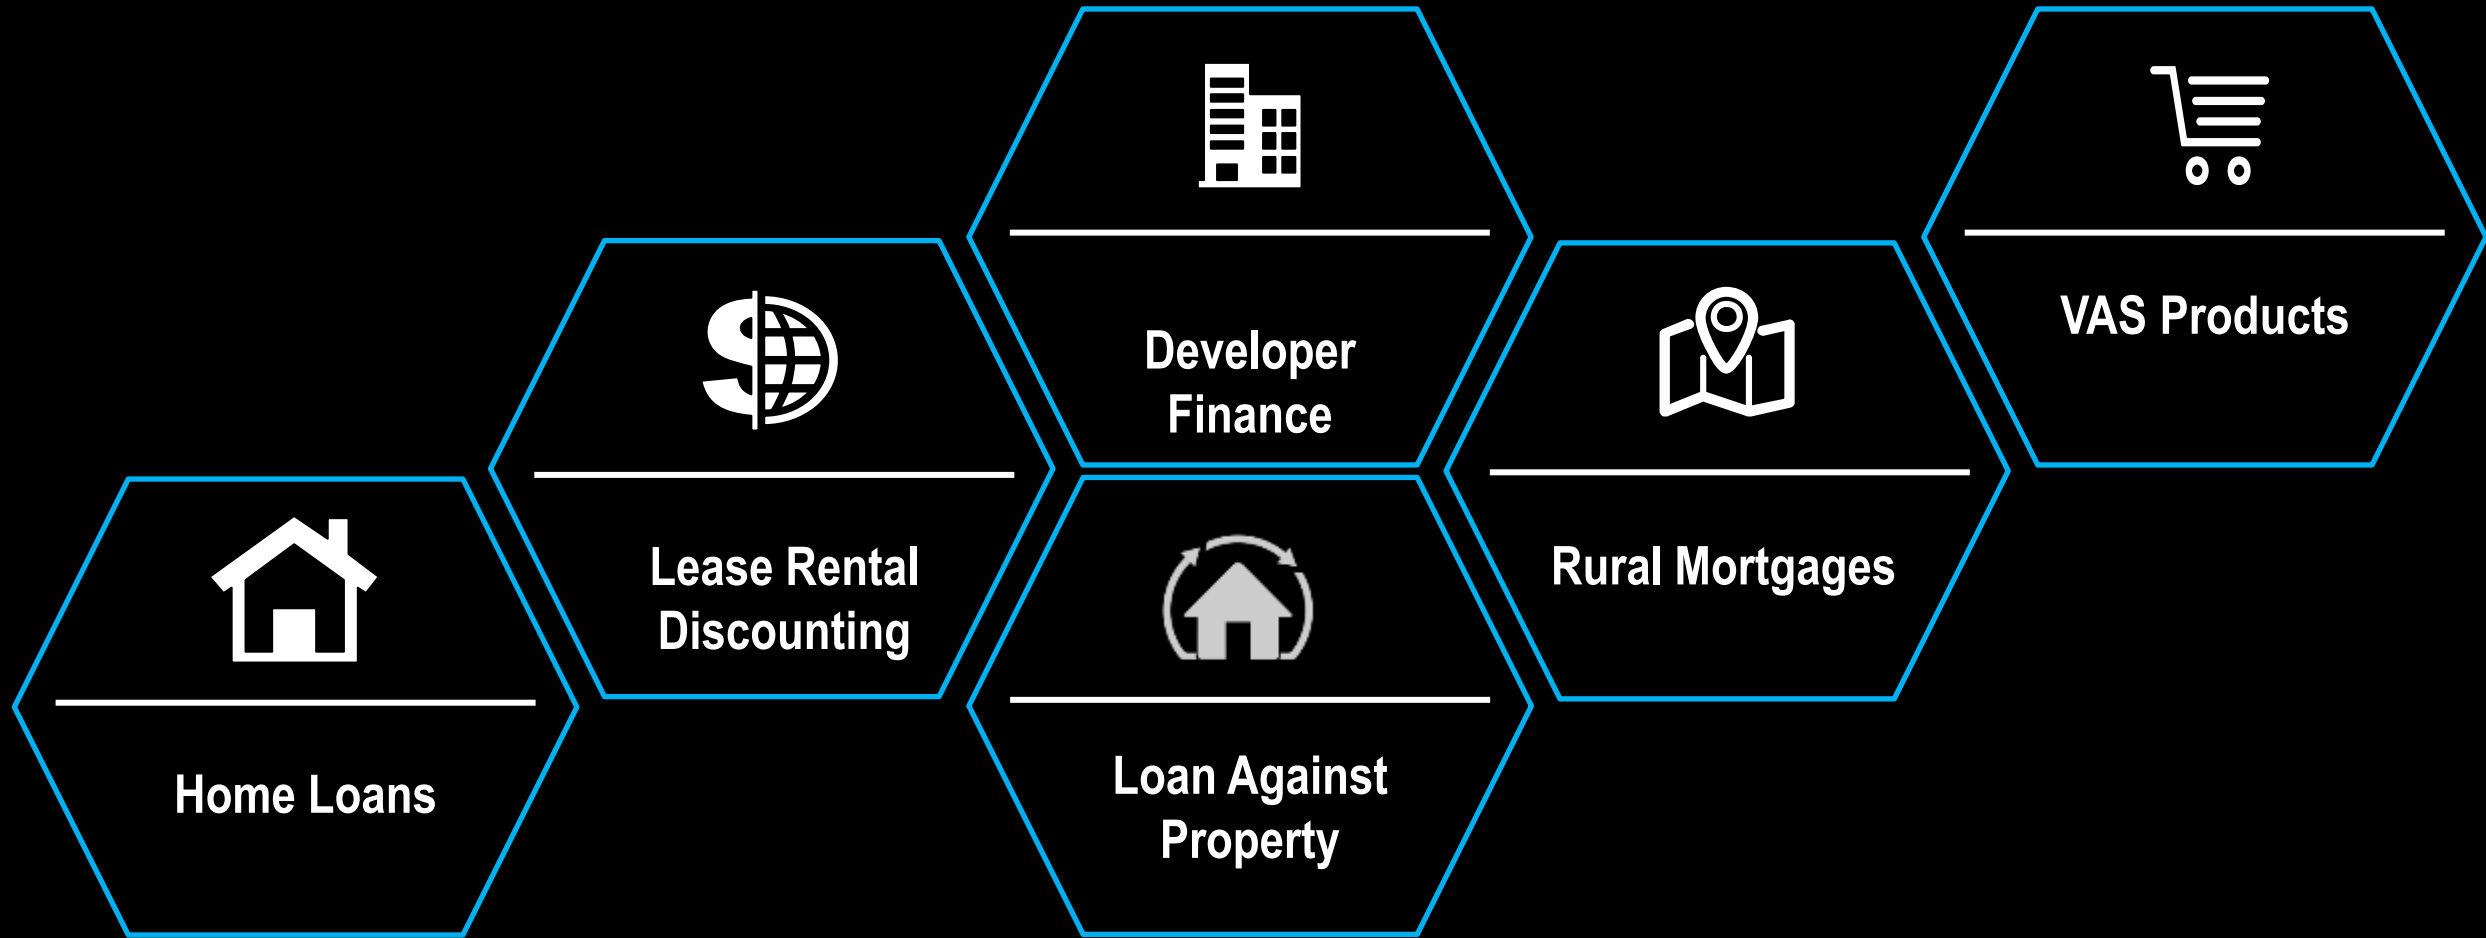 Home Loans
Lease Rental
Discounting
Developer
Finance
Loan Against
Property
Rural Mortgages
VAS Products